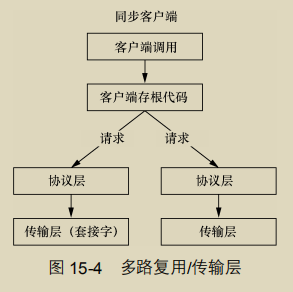 同步客户端
客户端调用
客户端存根代码
请求 请求
协议层 协议层
传输层（套接字） 传输层
图 15-4 多路复用/传输层